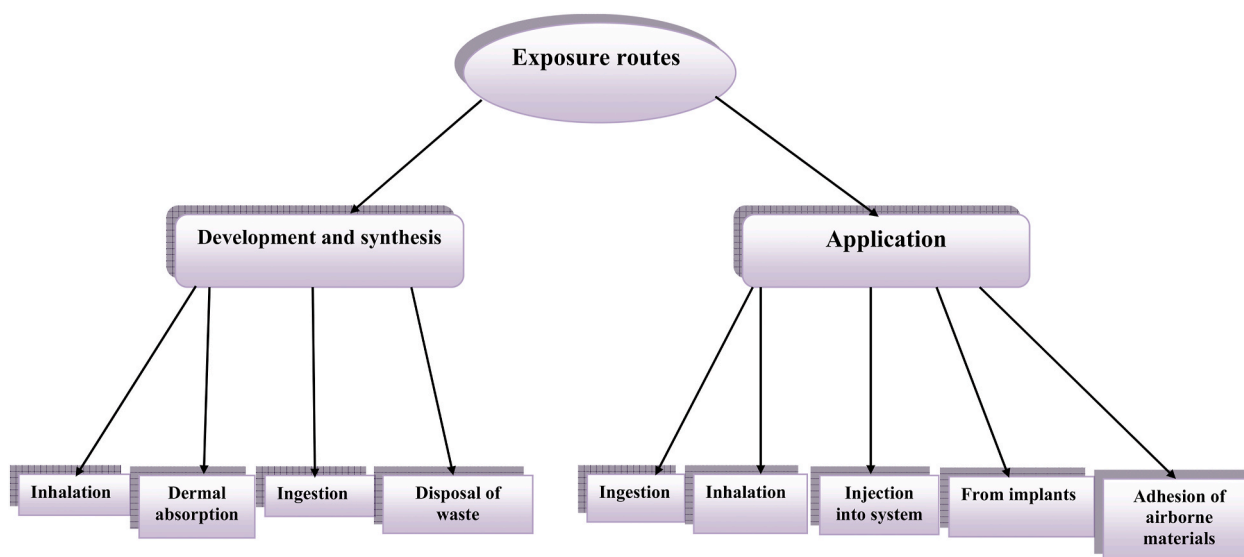 Exposure routes
Development and synthesis
Application
Inhalation
Dermal
absorption
Ingestion
Disposal of
waste
Ingestion
Inhalation
Injection
into system
From implants
Adhesion of
airborne
materials